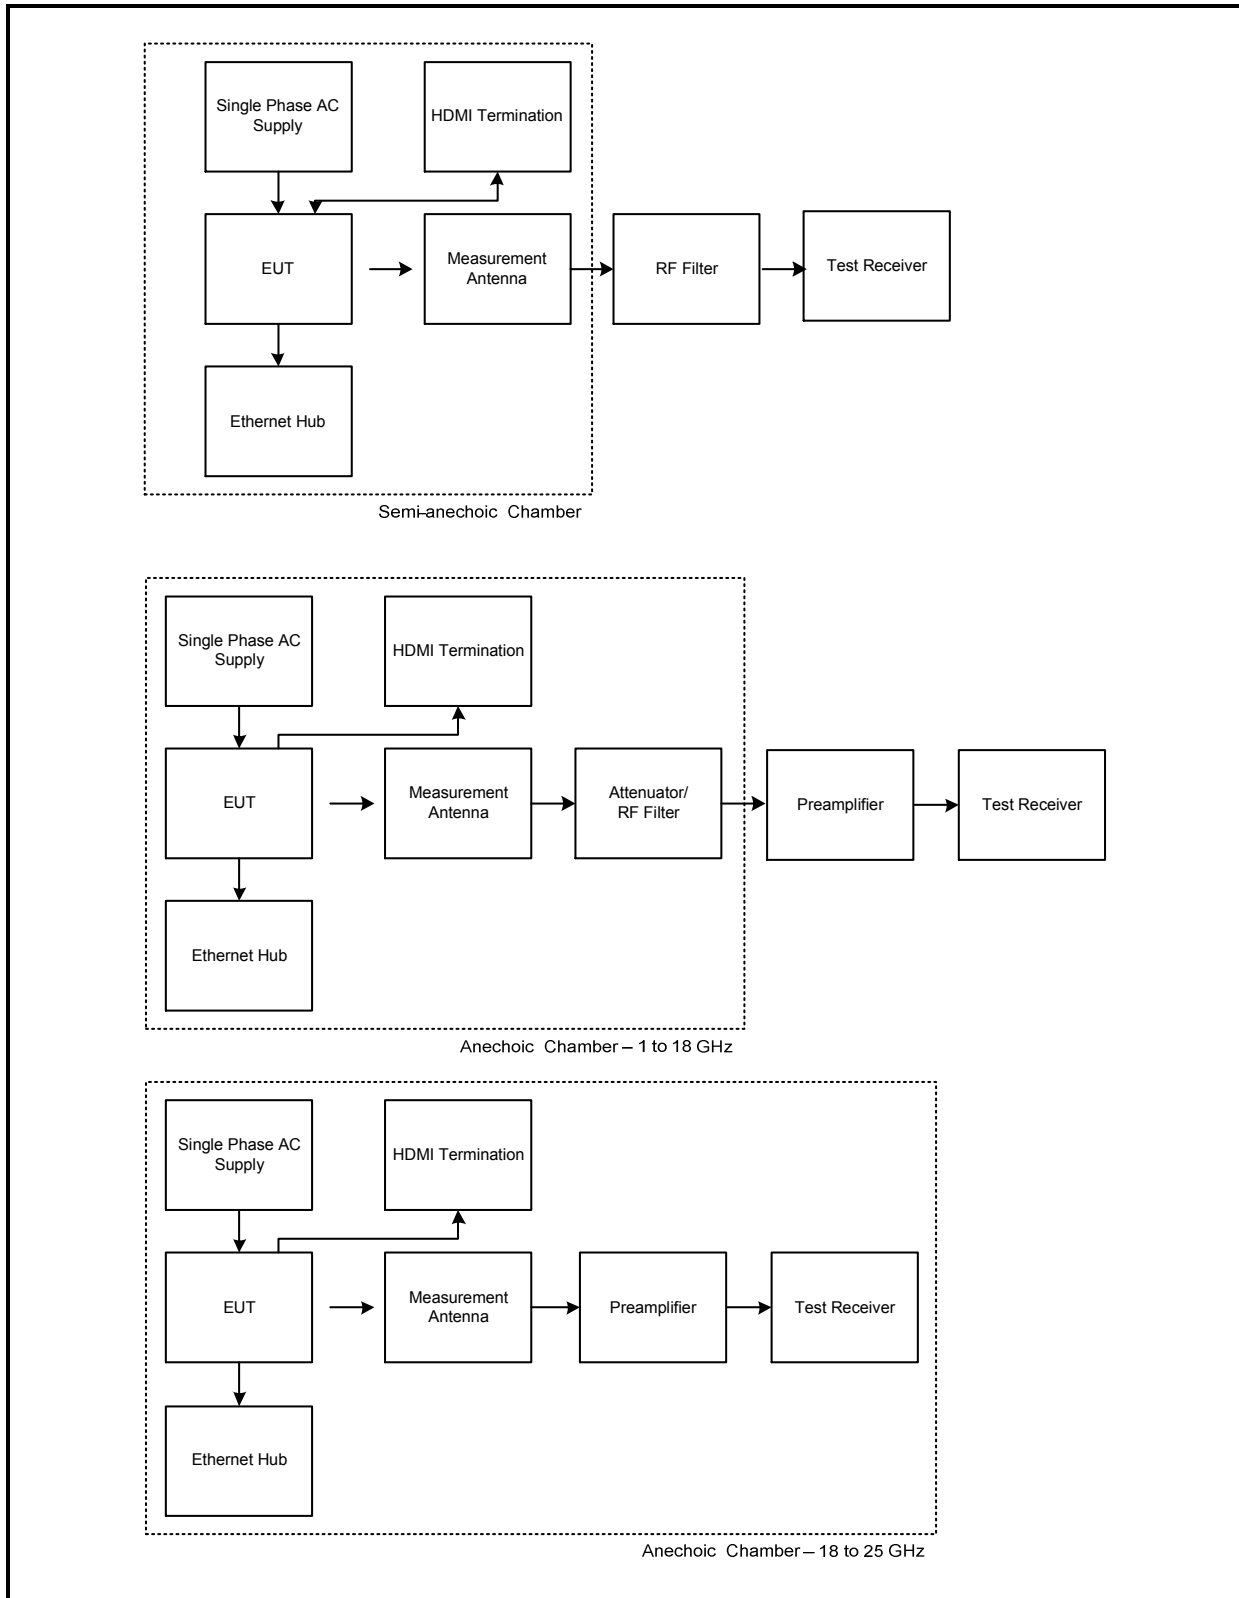 Single Phase AC
Supply
HDMI Termination
EUT
Measurement
Antenna
RF Filter
Test Receiver
Ethernet Hub
Semi-anechoic Chamber
Single Phase AC
Supply
HDMI Termination
EUT
Measurement
Antenna
Attenuator/
RF Filter
Preamplifier
Test Receiver
Ethernet Hub
Anechoic Chamber – 1 to 18 GHz
Single Phase AC
Supply
HDMI Termination
EUT
Measurement
Antenna
Preamplifier
Test Receiver
Ethernet Hub
Anechoic Chamber – 18 to 25 GHz